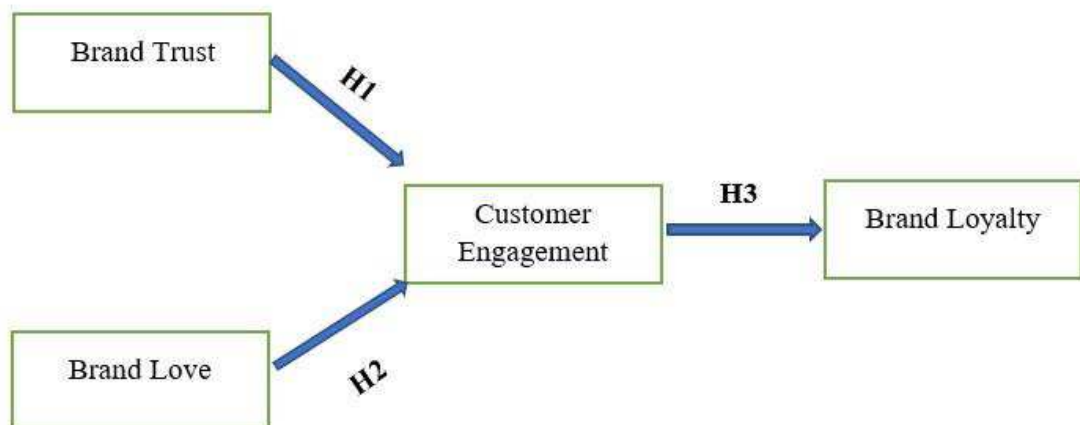 Brand Trust
H1
Customer
Engagement
H3
Brand Loyalty
Brand Love
H2